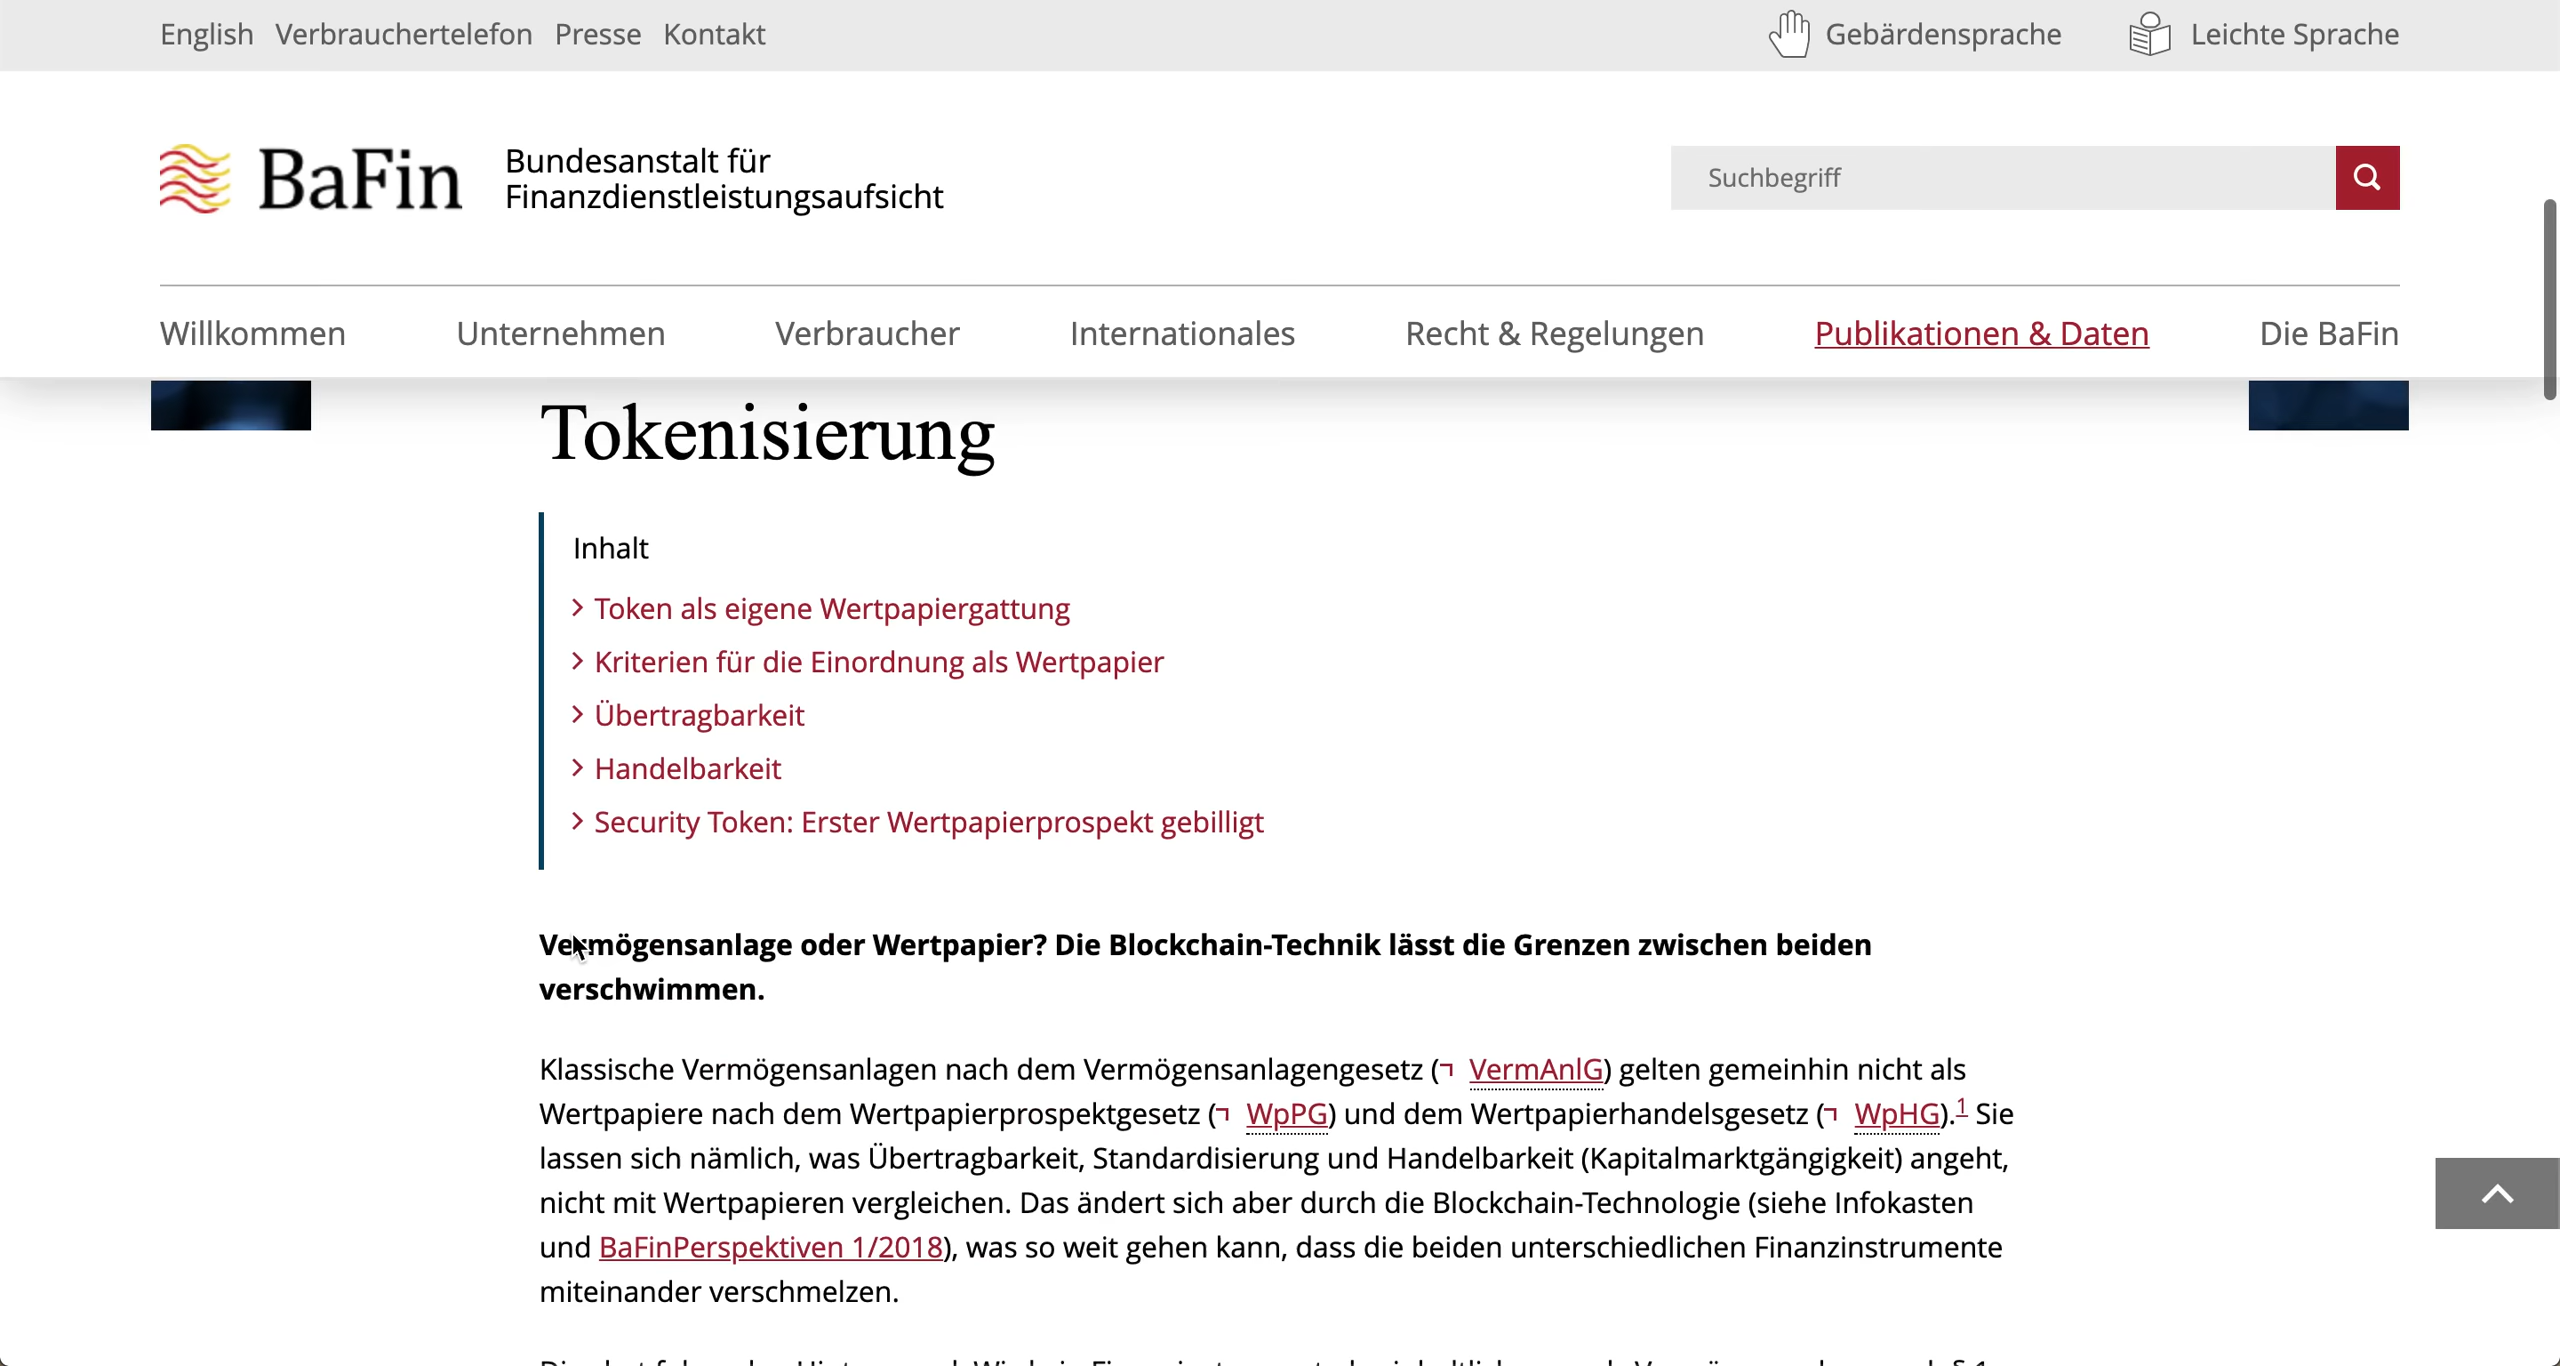 English Verbrauchertelefon Presse Kontakt Gebärdensprache Leichte Sprache
BaFin
Bundesanstalt für
Finanzdienstleistungsaufsicht
Suchbegriff
Willkommen Unternehmen Verbraucher Internationales Recht & Regelungen Publikationen & Daten Die BaFin
Tokenisierung
Inhalt
Token als eigene Wertpapiergattung
Kriterien für die Einordnung als Wertpapier
Übertragbarkeit
Handelbarkeit
Security Token: Erster Wertpapierprospekt gebilligt
Vermögensanlage oder Wertpapier? Die Blockchain-Technik lässt die Grenzen zwischen beiden
verschwimmen.
Klassische Vermögensanlagen nach dem Vermögensanlagengesetz (VermAnlG) gelten gemeinhin nicht als
Wertpapiere nach dem Wertpapierprospektgesetz (WpPG) und dem Wertpapierhandelsgesetz (WpHG).1 Sie
lassen sich nämlich, was Übertragbarkeit, Standardisierung und Handelbarkeit (Kapitalmarktgängigkeit) angeht,
nicht mit Wertpapieren vergleichen. Das ändert sich aber durch die Blockchain-Technologie (siehe Infokasten
und BaFinPerspektiven 1/2018), was so weit gehen kann, dass die beiden unterschiedlichen Finanzinstrumente
miteinander verschmelzen.